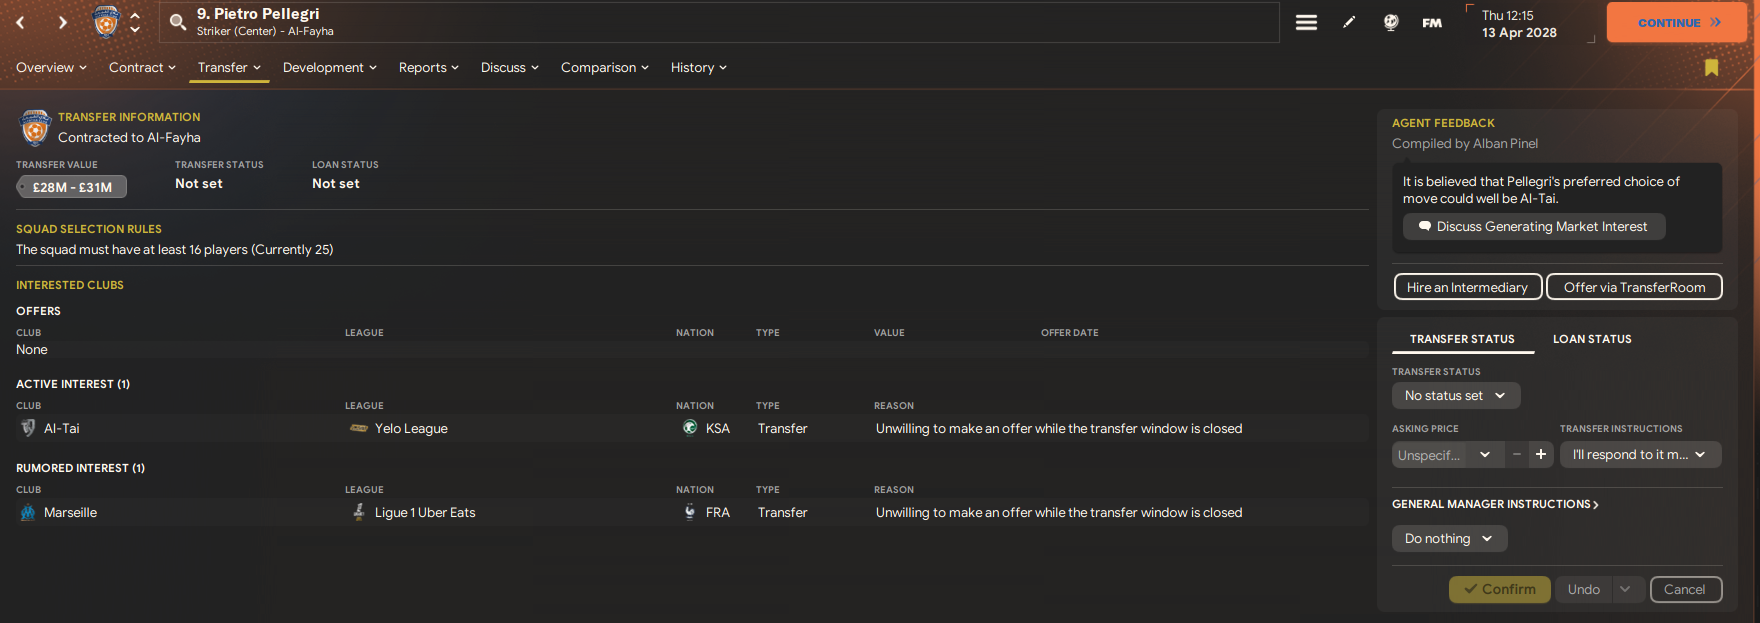 9. Pietro Pellegri
Striker (Center) - Al-Fayha
FM
Thu 12:15
13 Apr 2028
CONTINUE
Overview
Contract
Transfer
Development
Reports
Discuss
Comparison
History
TRANSFER INFORMATION
Contracted to Al-Fayha
TRANSFER VALUE TRANSFER STATUS LOAN STATUS
£28M - £31M Not set Not set
SQUAD SELECTION RULES
The squad must have at least 16 players (Currently 25)
INTERESTED CLUBS
OFFERS
CLUB LEAGUE NATION TYPE VALUE OFFER DATE
None
ACTIVE INTEREST (1)
CLUB LEAGUE NATION TYPE REASON
Al-Tai Yelo League KSA Transfer Unwilling to make an offer while the transfer window is closed
RUMORED INTEREST (1)
CLUB LEAGUE NATION TYPE REASON
Marseille Ligue 1 Uber Eats FRA Transfer Unwilling to make an offer while the transfer window is closed
AGENT FEEDBACK
Compiled by Alban Pinel
It is believed that Pellegri's preferred choice of
move could well be Al-Tai.
Discuss Generating Market Interest
Hire an Intermediary Offer via TransferRoom
TRANSFER STATUS LOAN STATUS
TRANSFER STATUS
No status set
ASKING PRICE TRANSFER INSTRUCTIONS
Unspecif... − + I'll respond to it m...
GENERAL MANAGER INSTRUCTIONS
Do nothing
Confirm Undo Cancel